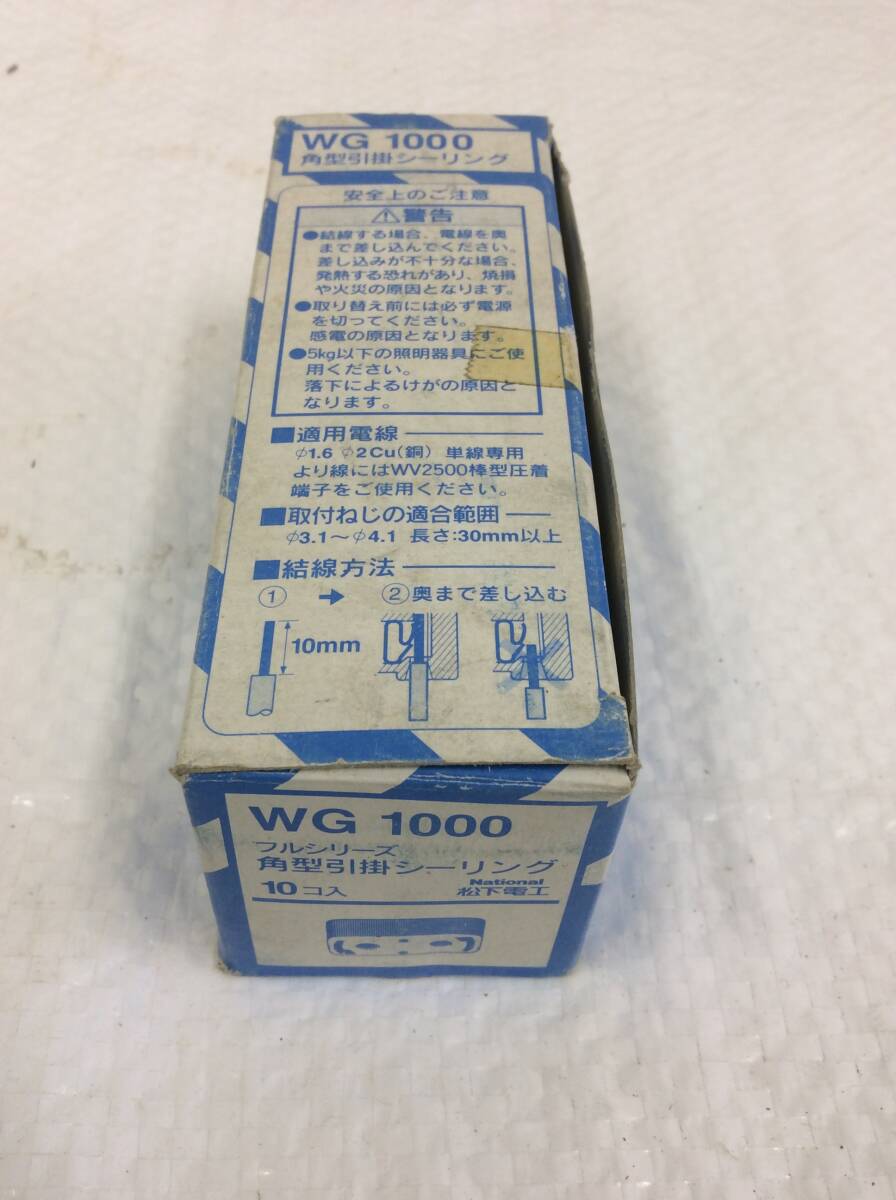 WG 1000
角型引掛シーリング
安全上のご注意
⚠警告
●結線する場合、電線を奥
まで差し込んでください。
差し込みが不十分な場合、
発熱する恐れがあり、焼損
や火災の原因となります。
●取り替え前には必ず電源
を切ってください。
感電の原因となります。
●5kg以下の照明器具にご使
用ください。
落下によるけがの原因と
なります。
■適用電線
φ1.6 φ2Cu(銅) 単線専用
より線にはWV2500棒型圧着
端子をご使用ください。
■取付ねじの適合範囲
φ3.1〜φ4.1 長さ:30mm以上
■結線方法
① → ②奥まで差し込む
10mm
WG 1000
フルシリーズ
角型引掛シーリング
10コ入 National
松下電工